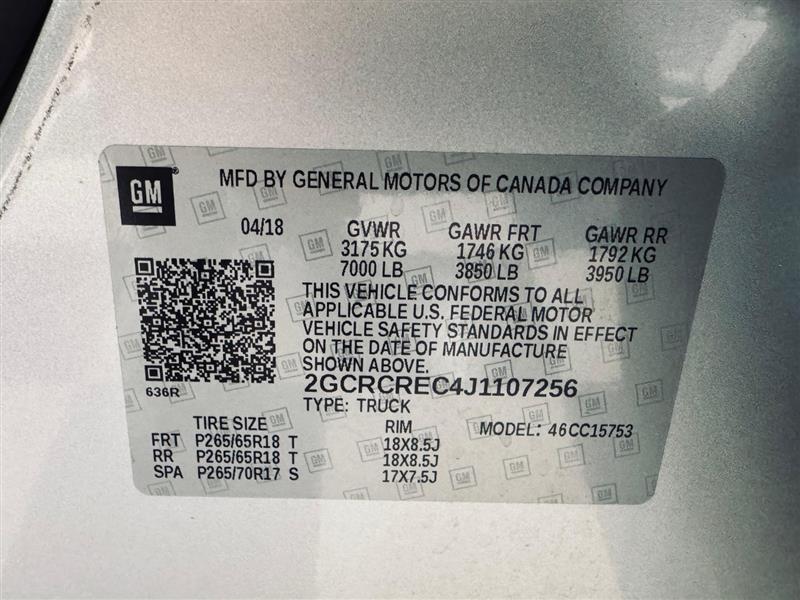 GM
MFD BY GENERAL MOTORS OF CANADA COMPANY
04/18
GVWR GAWR FRT GAWR RR
3175 KG 1746 KG 1792 KG
7000 LB 3850 LB 3950 LB
THIS VEHICLE CONFORMS TO ALL
APPLICABLE U.S. FEDERAL MOTOR
VEHICLE SAFETY STANDARDS IN EFFECT
ON THE DATE OF MANUFACTURE
SHOWN ABOVE.
636R
2GCRCREC4J1107256
TYPE: TRUCK
TIRE SIZE RIM MODEL: 46CC15753
FRT P265/65R18 T 18X8.5J
RR P265/65R18 T 18X8.5J
SPA P265/70R17 S 17X7.5J